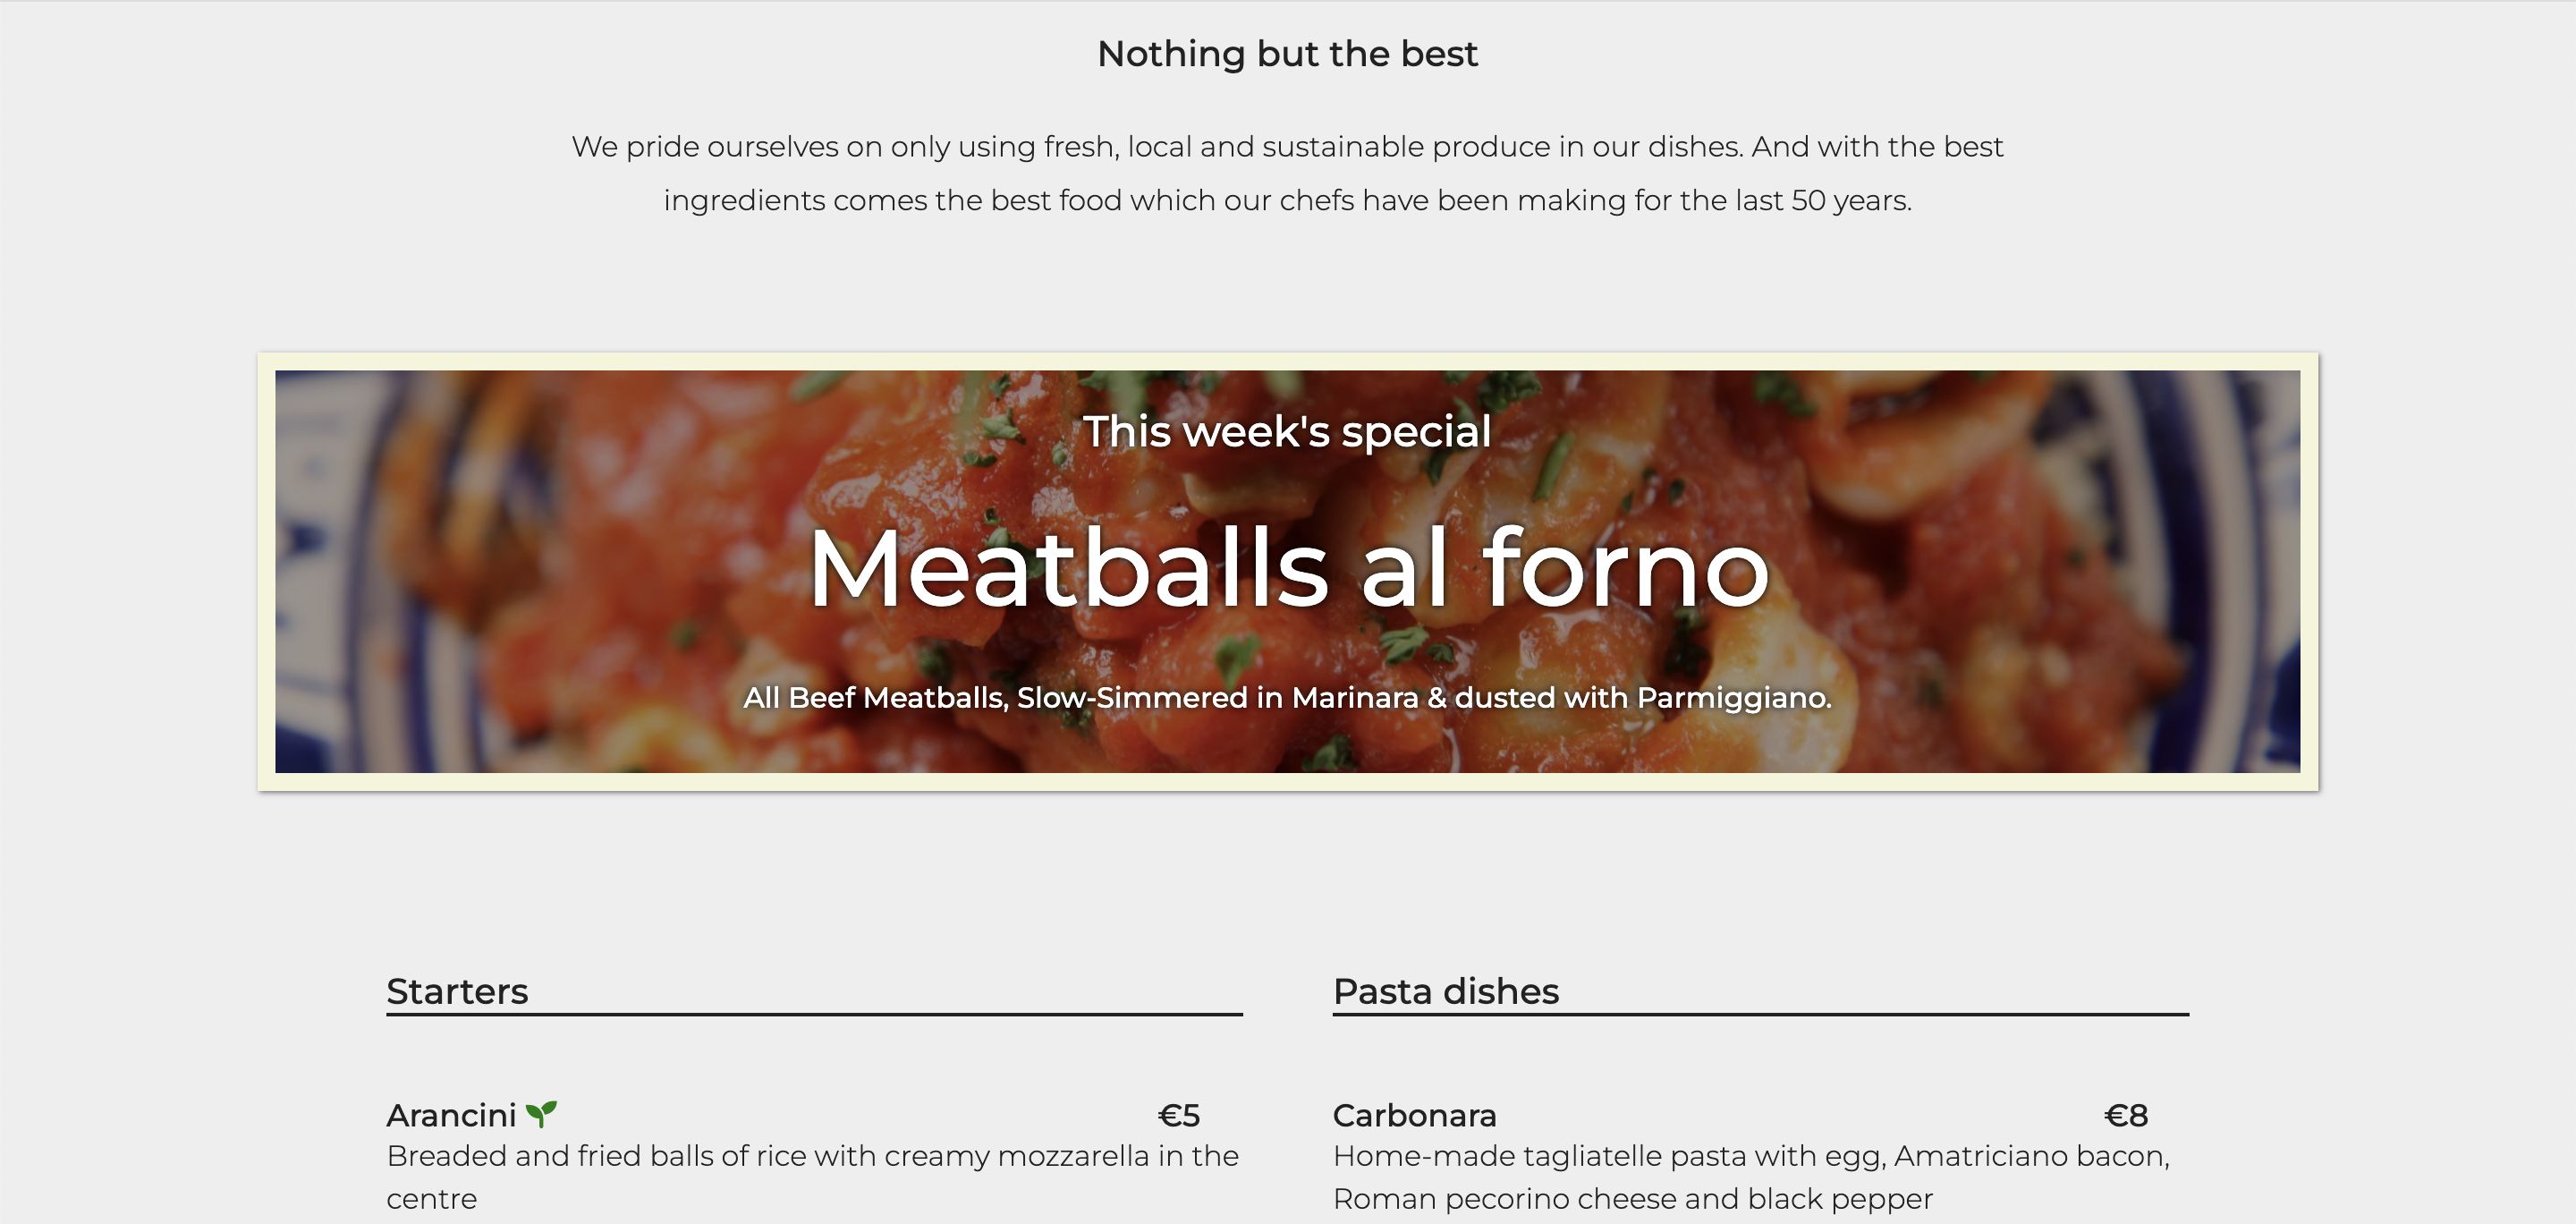 Nothing but the best
We pride ourselves on only using fresh, local and sustainable produce in our dishes. And with the best
ingredients comes the best food which our chefs have been making for the last 50 years.
This week's special
Meatballs al forno
All Beef Meatballs, Slow-Simmered in Marinara & dusted with Parmiggiano.
Starters
Arancini €5
Breaded and fried balls of rice with creamy mozzarella in the
centre
Pasta dishes
Carbonara €8
Home-made tagliatelle pasta with egg, Amatriciano bacon,
Roman pecorino cheese and black pepper